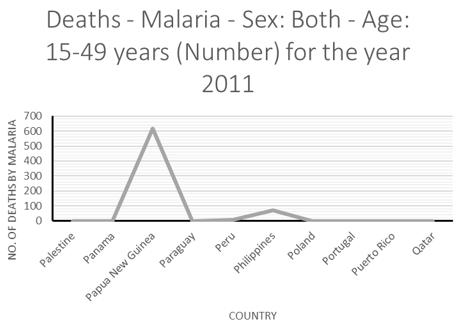 Deaths - Malaria - Sex: Both - Age:
15-49 years (Number) for the year
2011
NO. OF DEATHS BY MALARIA
700
600
500
400
300
200
100
0
Palestine
Panama
Papua New Guinea
Paraguay
Peru
Philippines
Poland
Portugal
Puerto Rico
Qatar
COUNTRY